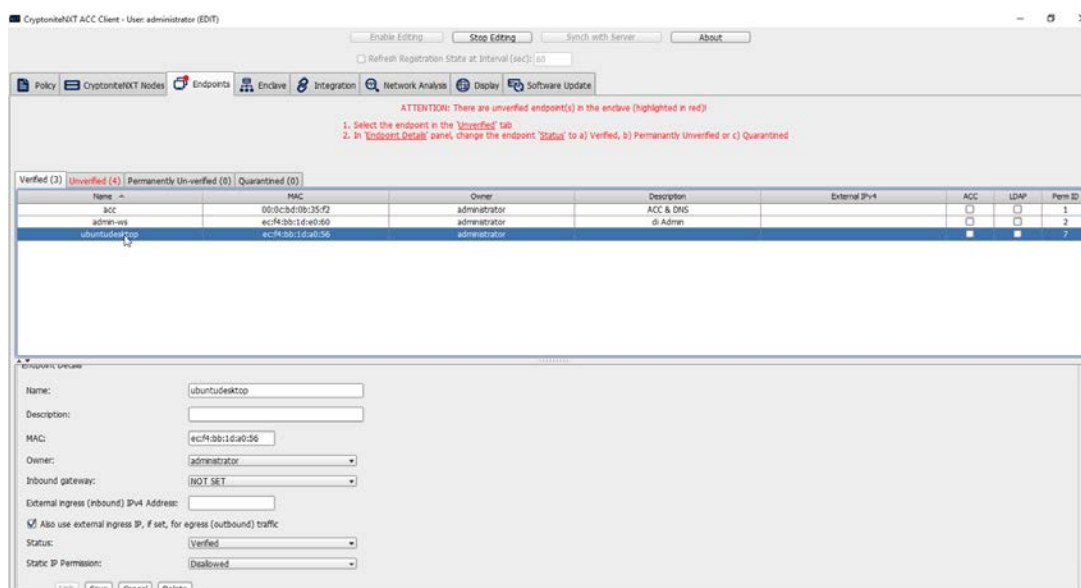 CryptoniteNXT ACC Client - User: administrator (EDIT)
Enable Editing Stop Editing Synch with Server About
Refresh Registration State at Interval (sec): 60
Policy CryptoniteNXT Nodes Endpoints Enclave Integration Network Analysis Display Software Update
ATTENTION: There are unverified endpoint(s) in the enclave (highlighted in red)!
1. Select the endpoint in the 'Unverified' tab
2. In 'Endpoint Details' panel, change the endpoint 'Status' to a) Verified, b) Permanantly Unverified or c) Quarantined
Verified (3) Unverified (4) Permanently Un-verified (0) Quarantined (0)
Name MAC Owner Description External IPv4 ACC LDAP Perm ID
acc 00:0c:bd:0b:35:f2 administrator ACC & DNS 1
admin-ws ec:f4:bb:1d:e0:60 administrator di Admin 2
ubuntudesktop ec:f4:bb:1d:a0:56 administrator 7
Endpoint Details
Name: ubuntudesktop
Description:
MAC: ec:f4:bb:1d:a0:56
Owner: administrator
Inbound gateway: NOT SET
External ingress (inbound) IPv4 Address:
Also use external ingress IP, if set, for egress (outbound) traffic
Status: Verified
Static IP Permission: Disallowed
Save Cancel Delete